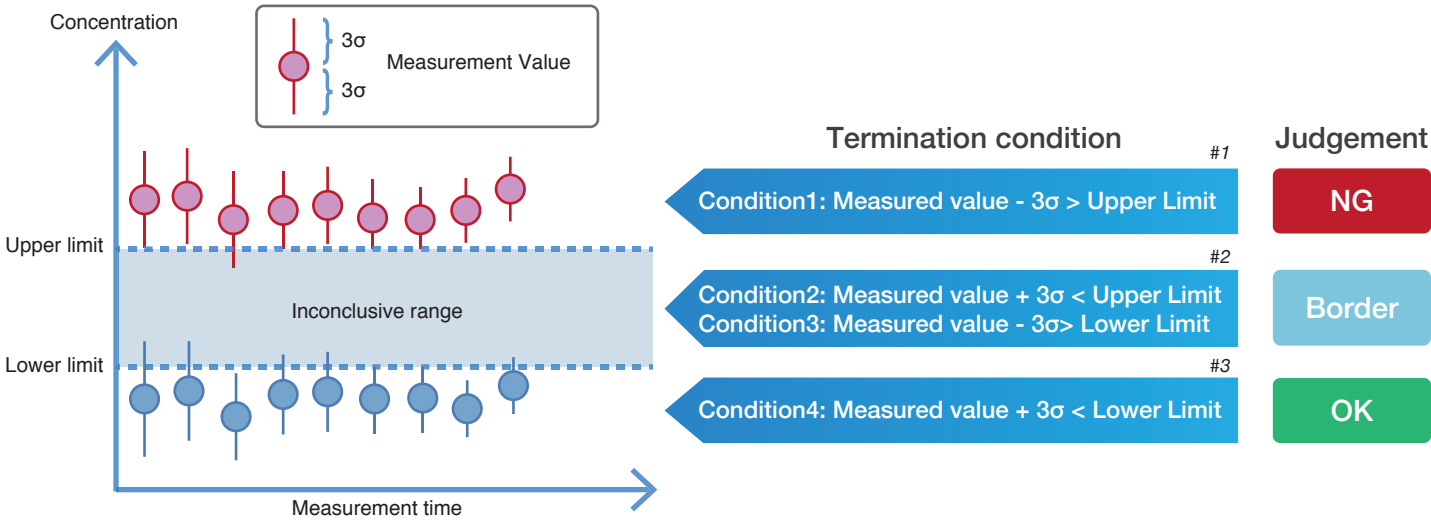 Concentration
3σ
Measurement Value
3σ
Upper limit
Inconclusive range
Lower limit
Measurement time
Termination condition
Judgement
#1
Condition1: Measured value - 3σ > Upper Limit
NG
#2
Condition2: Measured value + 3σ < Upper Limit
Condition3: Measured value - 3σ> Lower Limit
Border
#3
Condition4: Measured value + 3σ < Lower Limit
OK